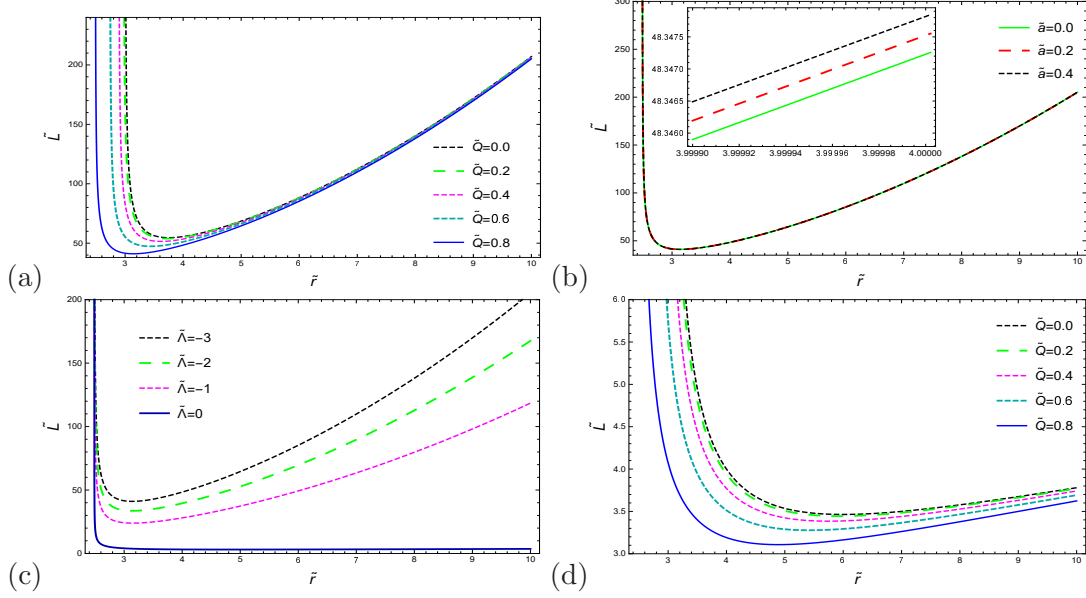 200
150
100
50
3
4
5
6
7
8
9
10
L̃
r̃
Q̃=0.0
Q̃=0.2
Q̃=0.4
Q̃=0.6
Q̃=0.8
(a)
300
250
200
150
100
50
3
4
5
6
7
8
9
10
L̃
r̃
48.3475
48.3470
48.3465
48.3460
3.99990
3.99992
3.99994
3.99996
3.99998
4.00000
ã=0.0
ã=0.2
ã=0.4
(b)
200
150
100
50
0
3
4
5
6
7
8
9
10
L̃
r̃
Λ̃=-3
Λ̃=-2
Λ̃=-1
Λ̃=0
(c)
6.0
5.5
5.0
4.5
4.0
3.5
3.0
2
3
4
5
6
7
8
9
10
L̃
r̃
Q̃=0.0
Q̃=0.2
Q̃=0.4
Q̃=0.6
Q̃=0.8
(d)